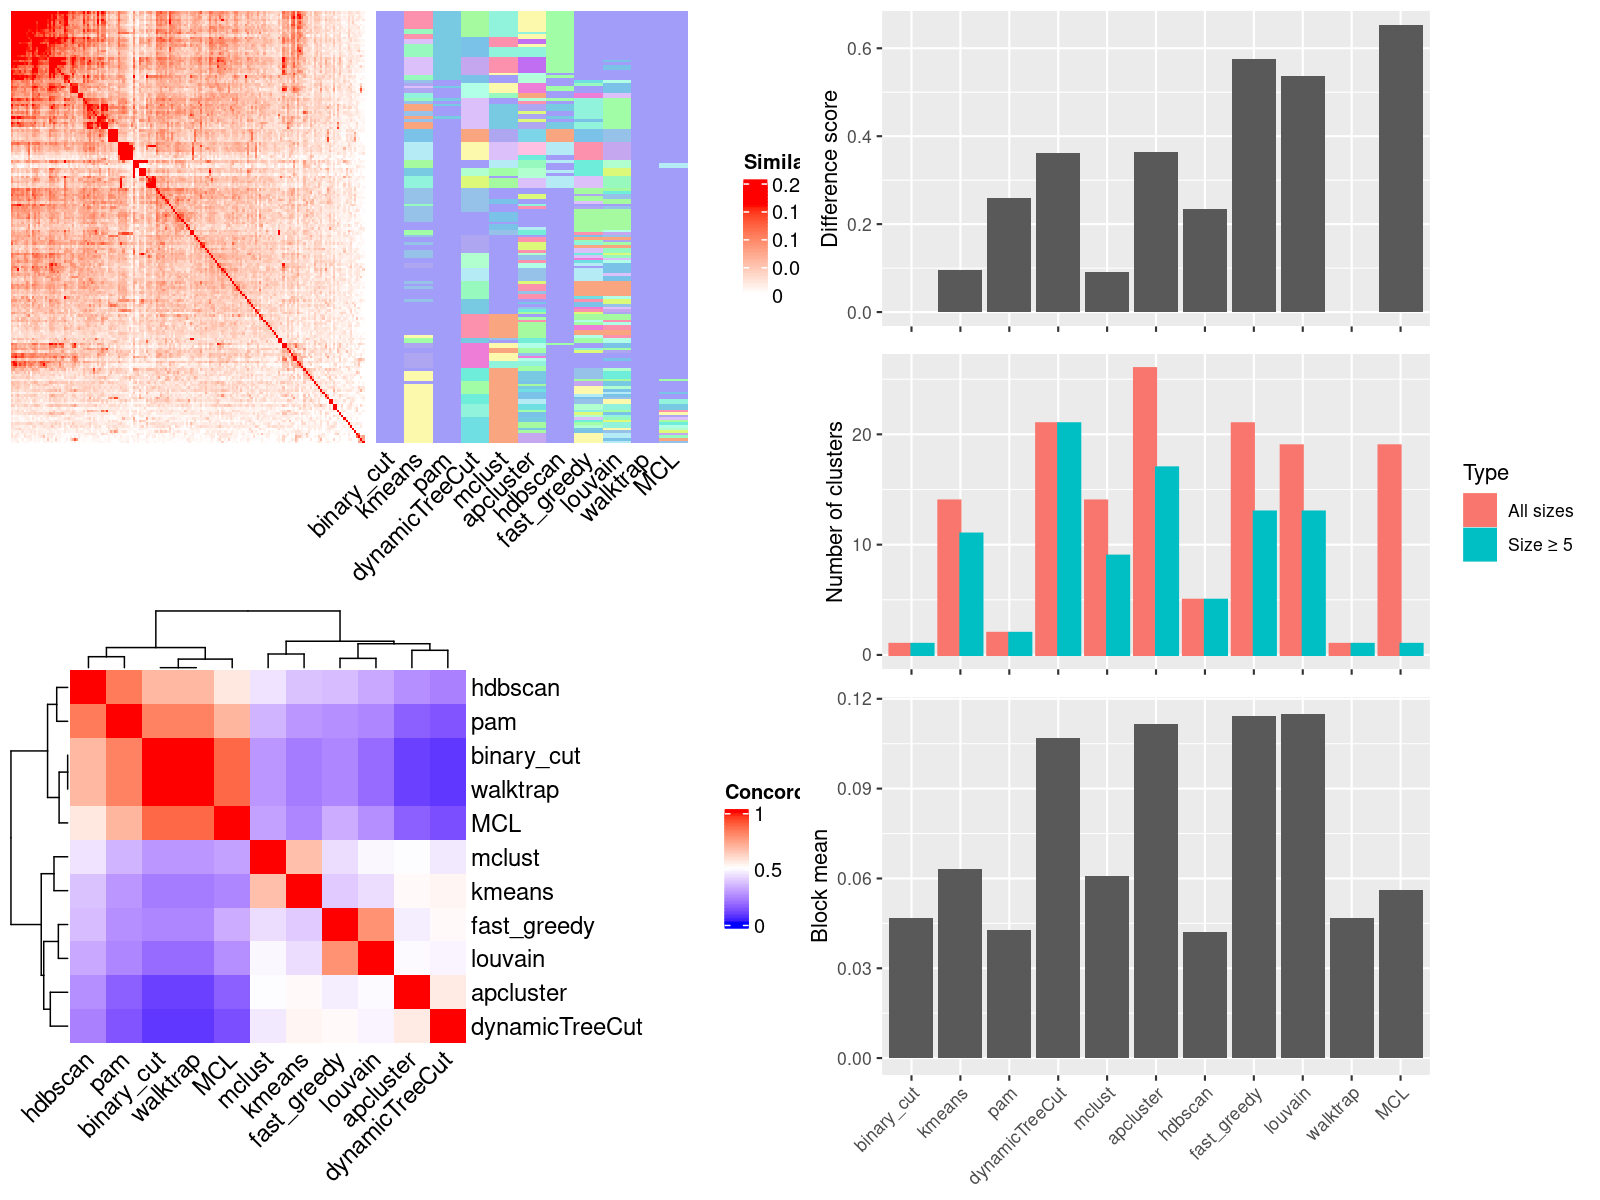 Simila
0.2
0.1
0.1
0.0
0
binary_cut
kmeans
pam
dynamicTreeCut
mclust
apcluster
hdbscan
fast_greedy
louvain
walktrap
MCL
hdbscan
pam
binary_cut
walktrap
MCL
mclust
kmeans
fast_greedy
louvain
apcluster
dynamicTreeCut
hdbscan
pam
binary_cut
walktrap
MCL
mclust
kmeans
fast_greedy
louvain
apcluster
dynamicTreeCut
Concord
1
0.5
0
Difference score
0.6
0.4
0.2
0.0
Number of clusters
20
10
0
Type
All sizes
Size ≥ 5
Block mean
0.12
0.09
0.06
0.03
0.00
binary_cut
kmeans
pam
dynamicTreeCut
mclust
apcluster
hdbscan
fast_greedy
louvain
walktrap
MCL